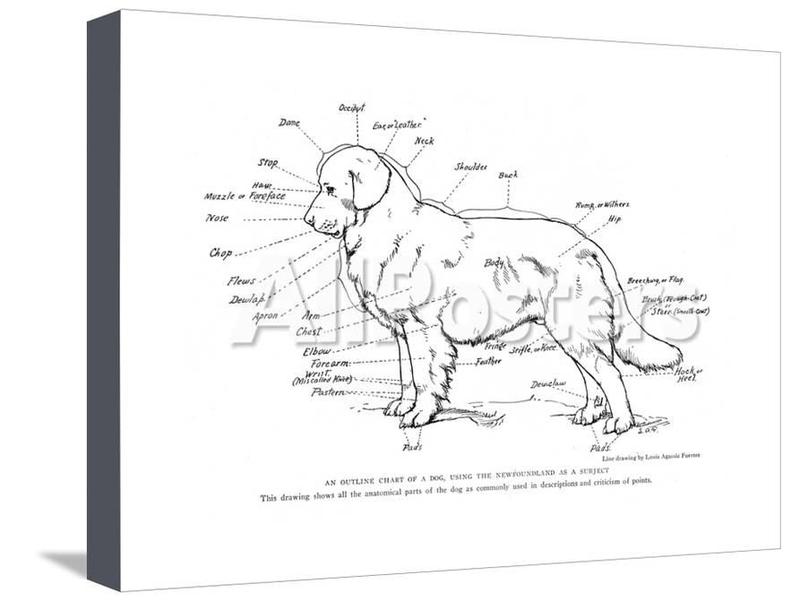 Occiput
Dome
Ear, or "Leather"
Neck
Stop
Shoulder
Back
Haw
Muzzle or Foreface
Rump, or Withers
Nose
Hip
Chop
Body
Flews
Breeching, or Flag
Dewlap
Brush (Rough-Coat) or
Apron
Arm
Stern (Smooth-Coat)
Chest
Elbow
Fringe
Stifle, or Knee
Forearm
Feather
Wrist
(Miscalled Knee)
Hock or
Heel
Pastern
Dewclaw
Pads
Pads
L.A.F.
AllPosters
Line drawing by Louis Agassiz Fuertes
AN OUTLINE CHART OF A DOG, USING THE NEWFOUNDLAND AS A SUBJECT
This drawing shows all the anatomical parts of the dog as commonly used in descriptions and criticism of points.